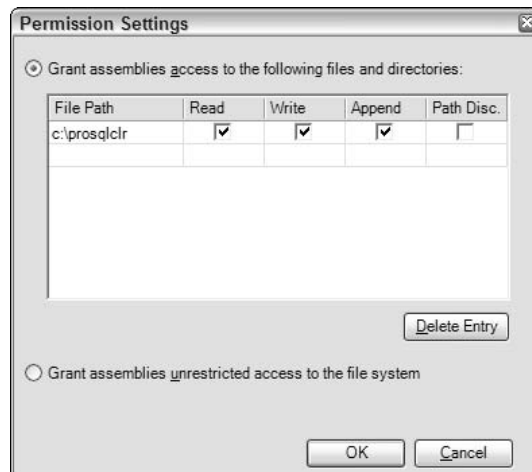 Permission Settings
Grant assemblies access to the following files and directories:
File Path Read Write Append Path Disc.
c:\prosqlclr
Delete Entry
Grant assemblies unrestricted access to the file system
OK Cancel